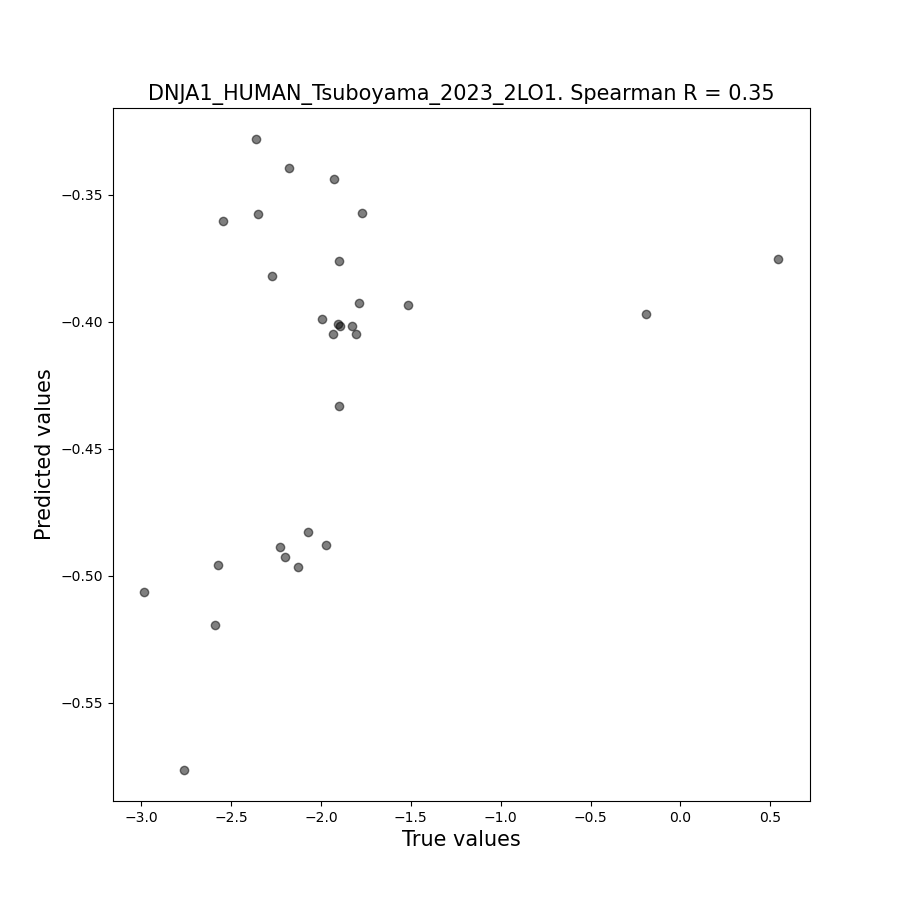 DNJA1_HUMAN_Tsuboyama_2023_2LO1. Spearman R = 0.35
Predicted values
−0.35
−0.40
−0.45
−0.50
−0.55
−3.0 −2.5 −2.0 −1.5 −1.0 −0.5 0.0 0.5
True values